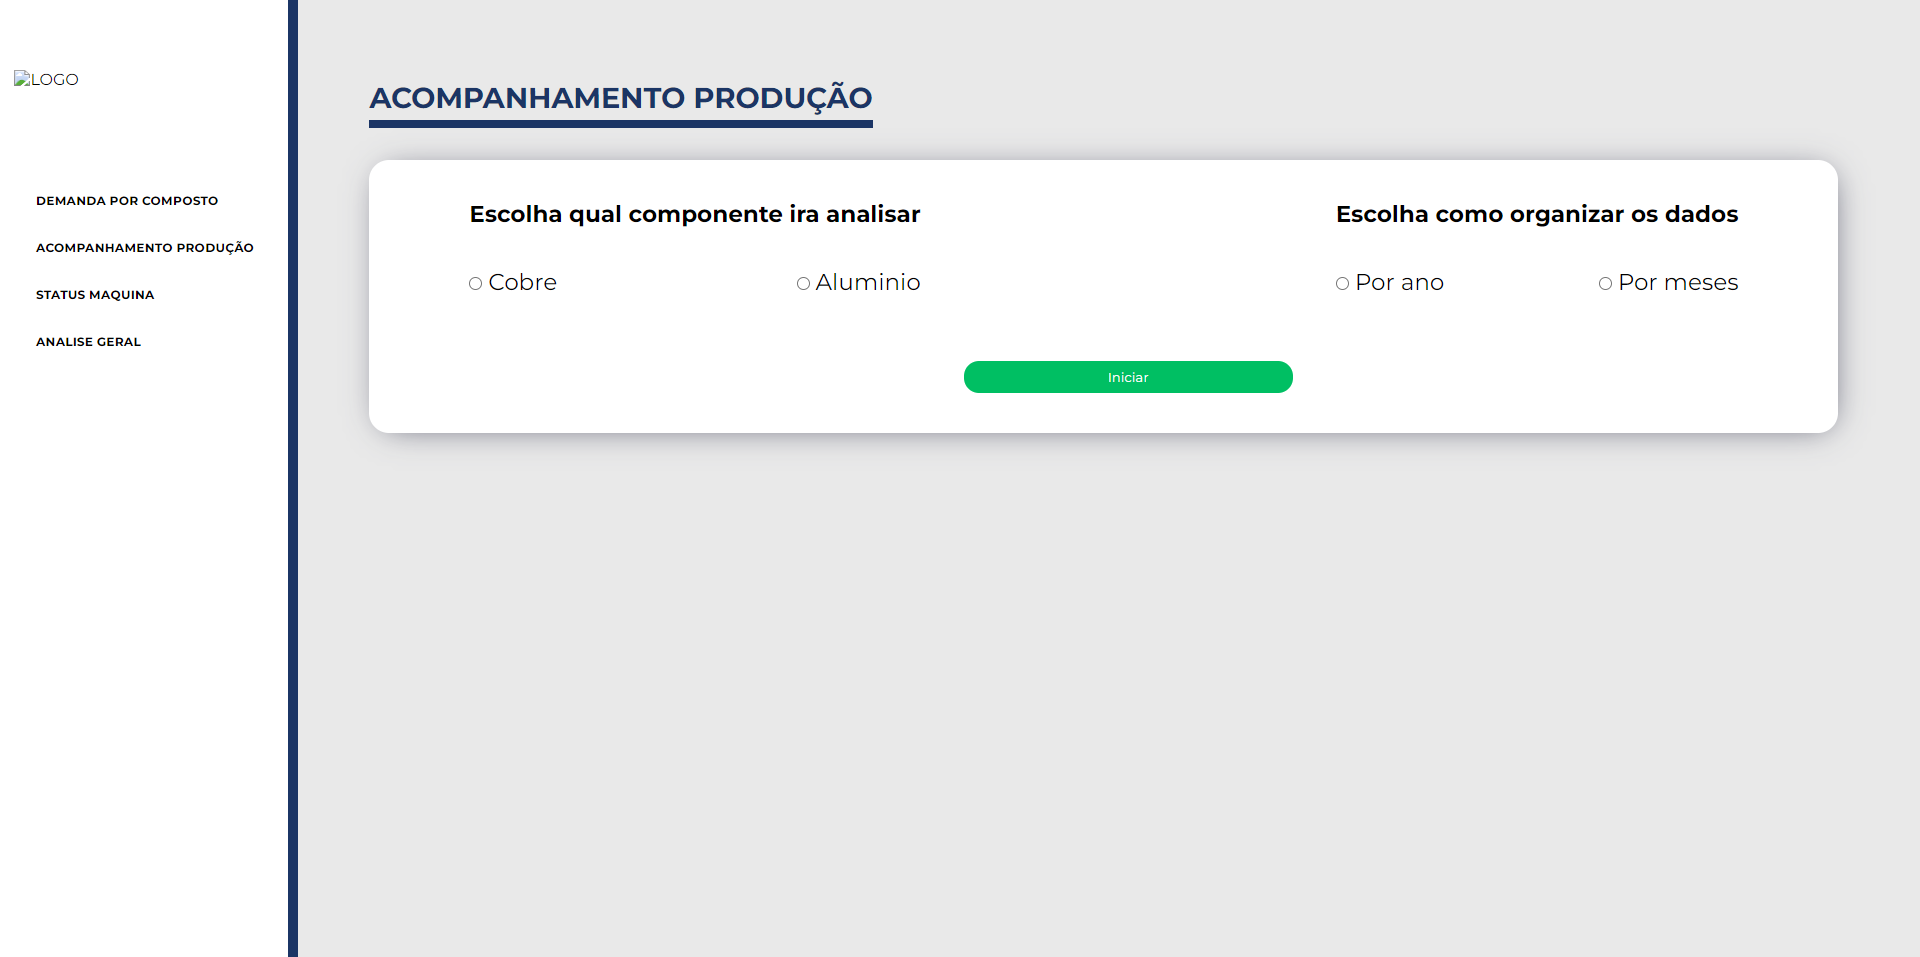 LOGO
DEMANDA POR COMPOSTO
ACOMPANHAMENTO PRODUÇÃO
STATUS MAQUINA
ANALISE GERAL
ACOMPANHAMENTO PRODUÇÃO
Escolha qual componente ira analisar
Cobre
Aluminio
Escolha como organizar os dados
Por ano
Por meses
Iniciar